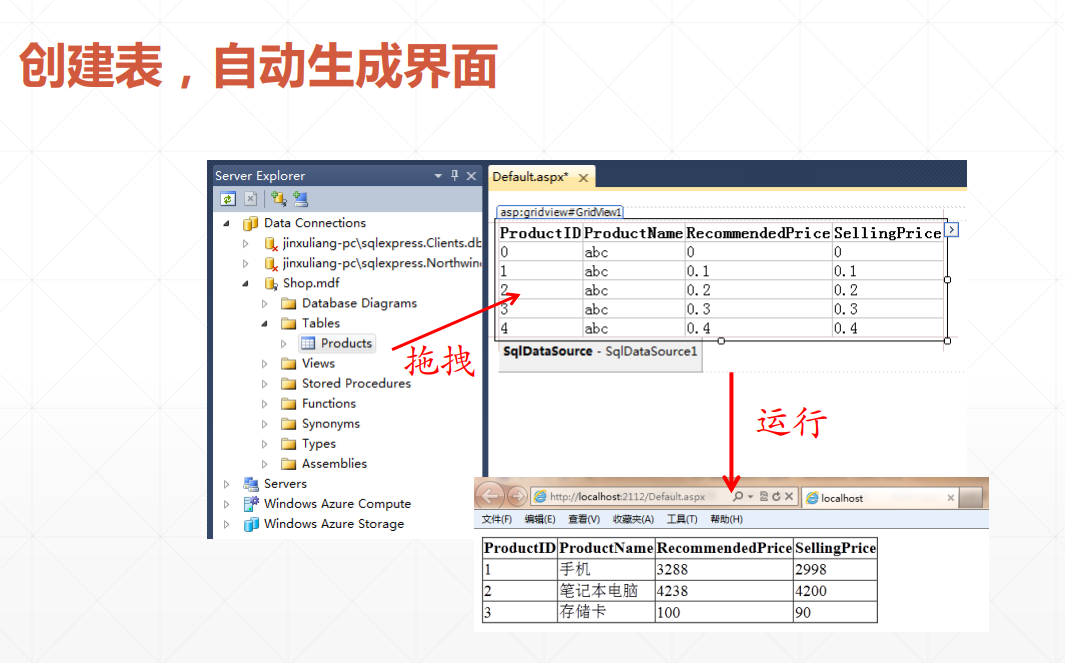 创建表，自动生成界面
Server Explorer
Data Connections
jinxuliang-pc\sqlexpress.Clients.db
jinxuliang-pc\sqlexpress.Northwin
Shop.mdf
Database Diagrams
Tables
Products
Views
Stored Procedures
Functions
Synonyms
Types
Assemblies
Servers
Windows Azure Compute
Windows Azure Storage
拖拽
Default.aspx*
asp:gridview#GridView1
ProductID ProductName RecommendedPrice SellingPrice
0 abc 0 0
1 abc 0.1 0.1
2 abc 0.2 0.2
3 abc 0.3 0.3
4 abc 0.4 0.4
SqlDataSource - SqlDataSource1
运行
http://localhost:2112/Default.aspx localhost
文件(F) 编辑(E) 查看(V) 收藏夹(A) 工具(T) 帮助(H)
ProductID ProductName RecommendedPrice SellingPrice
1 手机 3288 2998
2 笔记本电脑 4238 4200
3 存储卡 100 90